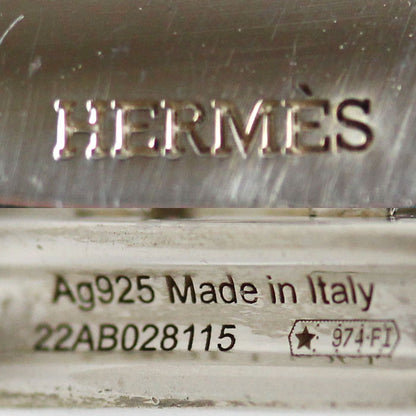 HERMÈS
Ag925 Made in Italy
22AB028115 ★ 974·FI